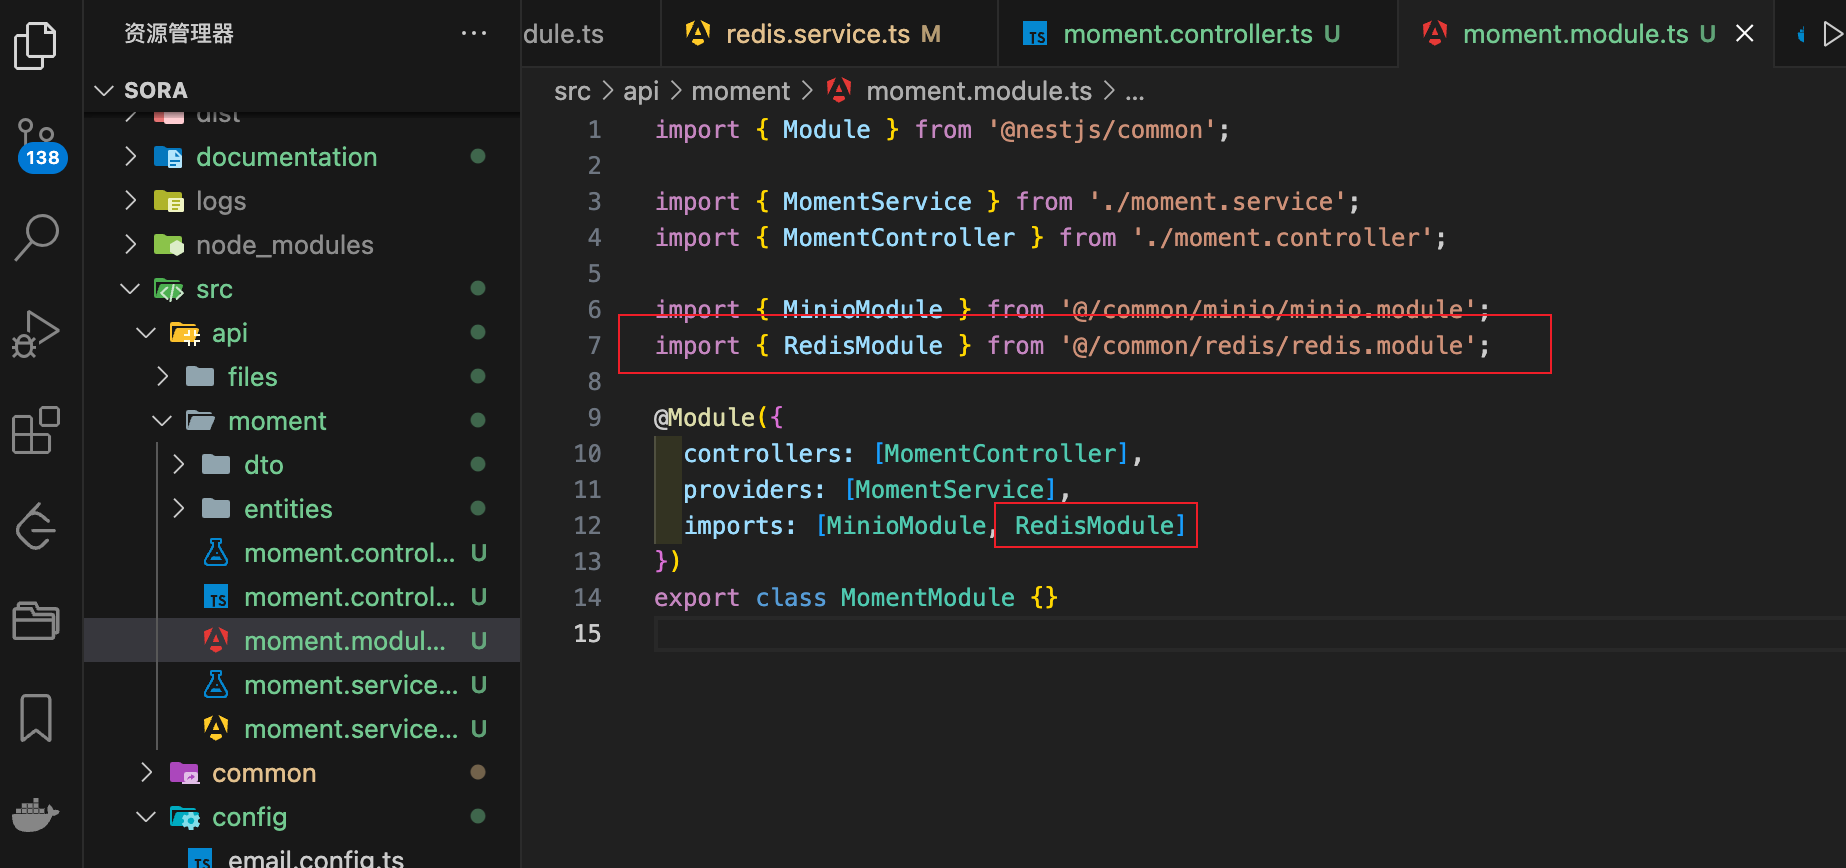 资源管理器
SORA
dist
documentation
logs
node_modules
src
api
files
moment
dto
entities
moment.control... U
TS moment.control... U
moment.modul... U
moment.service... U
moment.service... U
common
config
TS email.config.ts
138
dule.ts
redis.service.ts M
TS moment.controller.ts U
moment.module.ts U
src > api > moment > moment.module.ts > ...
1 import { Module } from '@nestjs/common';
2
3 import { MomentService } from './moment.service';
4 import { MomentController } from './moment.controller';
5
6 import { MinioModule } from '@/common/minio/minio.module';
7 import { RedisModule } from '@/common/redis/redis.module';
8
9 @Module({
10 controllers: [MomentController],
11 providers: [MomentService],
12 imports: [MinioModule, RedisModule]
13 })
14 export class MomentModule {}
15